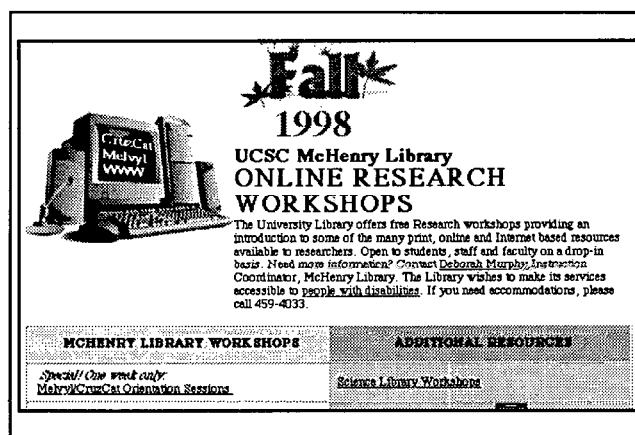 Fall
1998
CruzCat
Melvyl
WWW
UCSC McHenry Library
ONLINE RESEARCH
WORKSHOPS
The University Library offers free Research workshops providing an
introduction to some of the many print, online and Internet based resources
available to researchers. Open to students, staff and faculty on a drop-in
basis. Need more information? Contact Deborah Murphy, Instruction
Coordinator, McHenry Library. The Library wishes to make its services
accessible to people with disabilities. If you need accommodations, please
call 459-4033.
MCHENRY LIBRARY WORKSHOPS
ADDITIONAL RESOURCES
Special! One week only:
Melvyl/CruzCat Orientation Sessions
Science Library Workshops